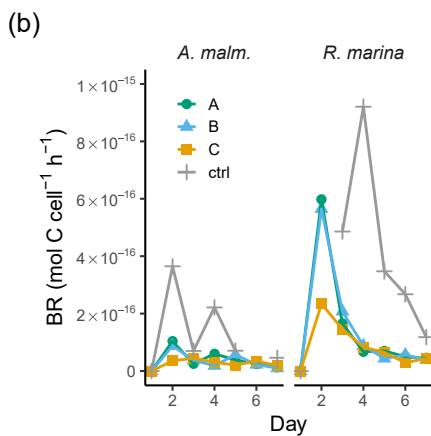 (b)
A. malm. R. marina
BR (mol C cell⁻¹ h⁻¹)
1 × 10⁻¹⁵
8 × 10⁻¹⁶
6 × 10⁻¹⁶
4 × 10⁻¹⁶
2 × 10⁻¹⁶
0
A
B
C
ctrl
2 4 6 2 4 6
Day